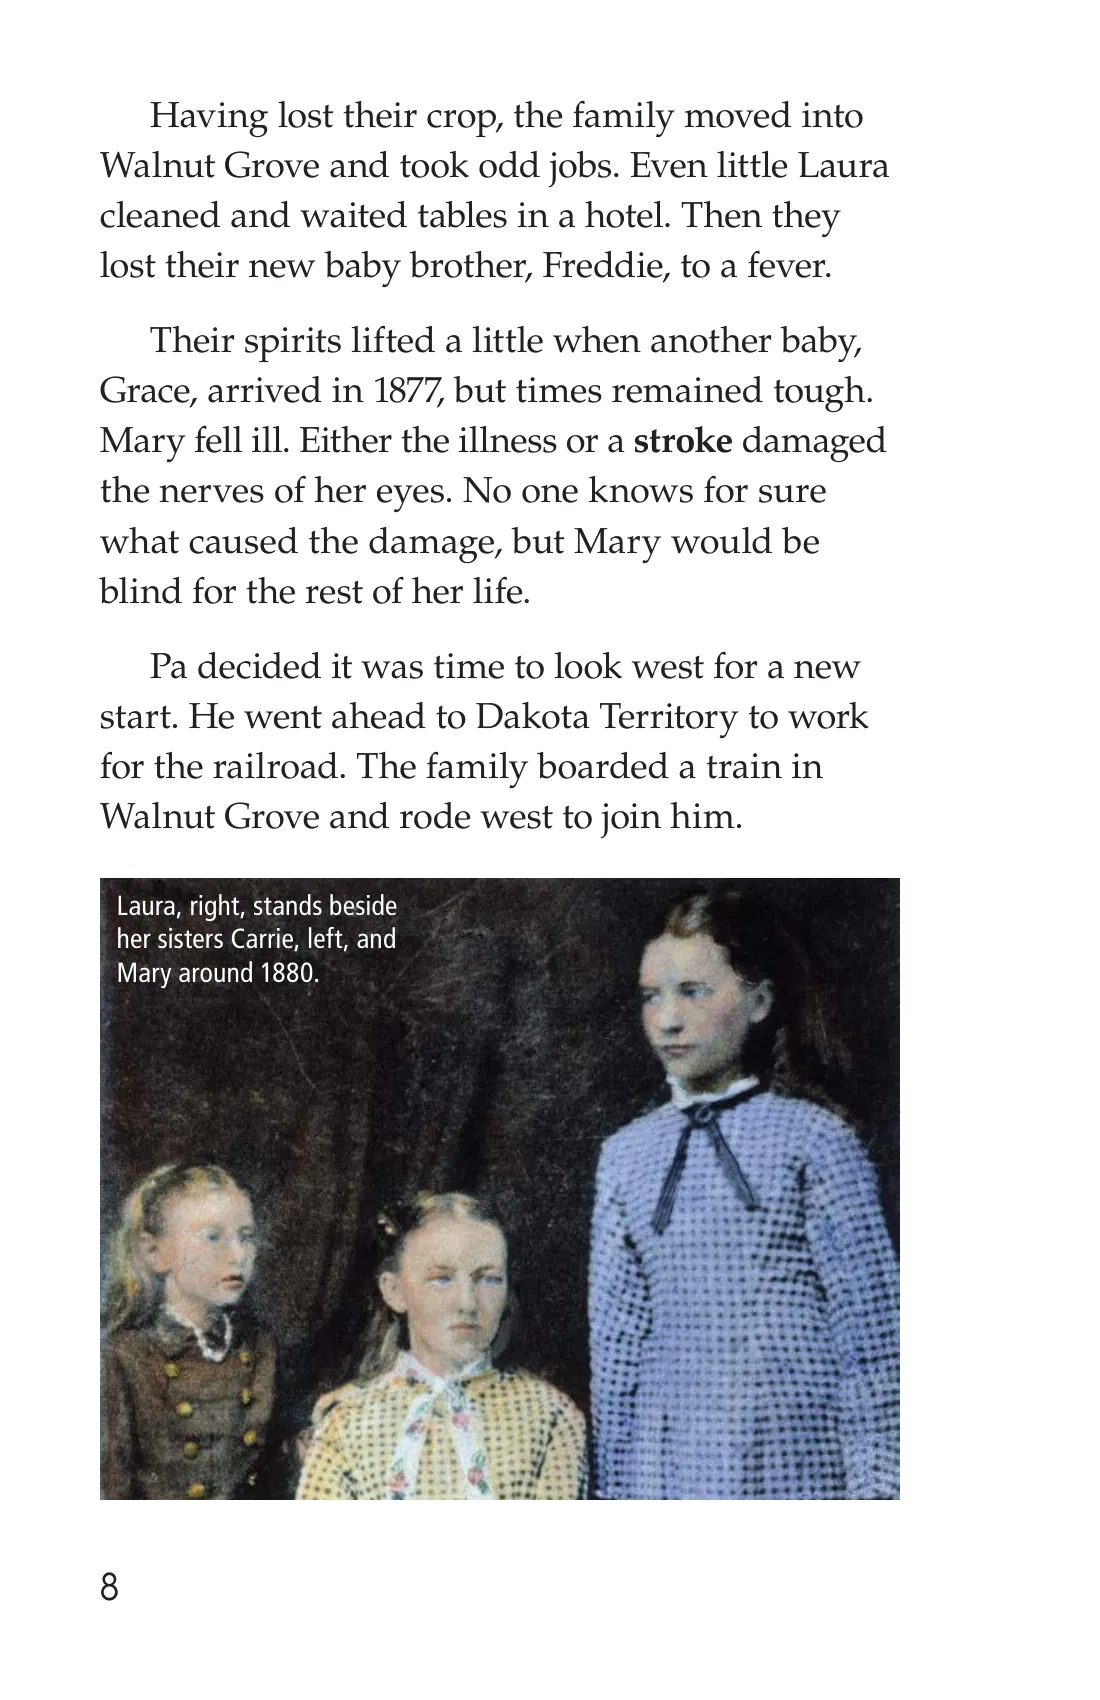 Having lost their crop, the family moved into
Walnut Grove and took odd jobs. Even little Laura
cleaned and waited tables in a hotel. Then they
lost their new baby brother, Freddie, to a fever.
Their spirits lifted a little when another baby,
Grace, arrived in 1877, but times remained tough.
Mary fell ill. Either the illness or a stroke damaged
the nerves of her eyes. No one knows for sure
what caused the damage, but Mary would be
blind for the rest of her life.
Pa decided it was time to look west for a new
start. He went ahead to Dakota Territory to work
for the railroad. The family boarded a train in
Walnut Grove and rode west to join him.
Laura, right, stands beside
her sisters Carrie, left, and
Mary around 1880.
8